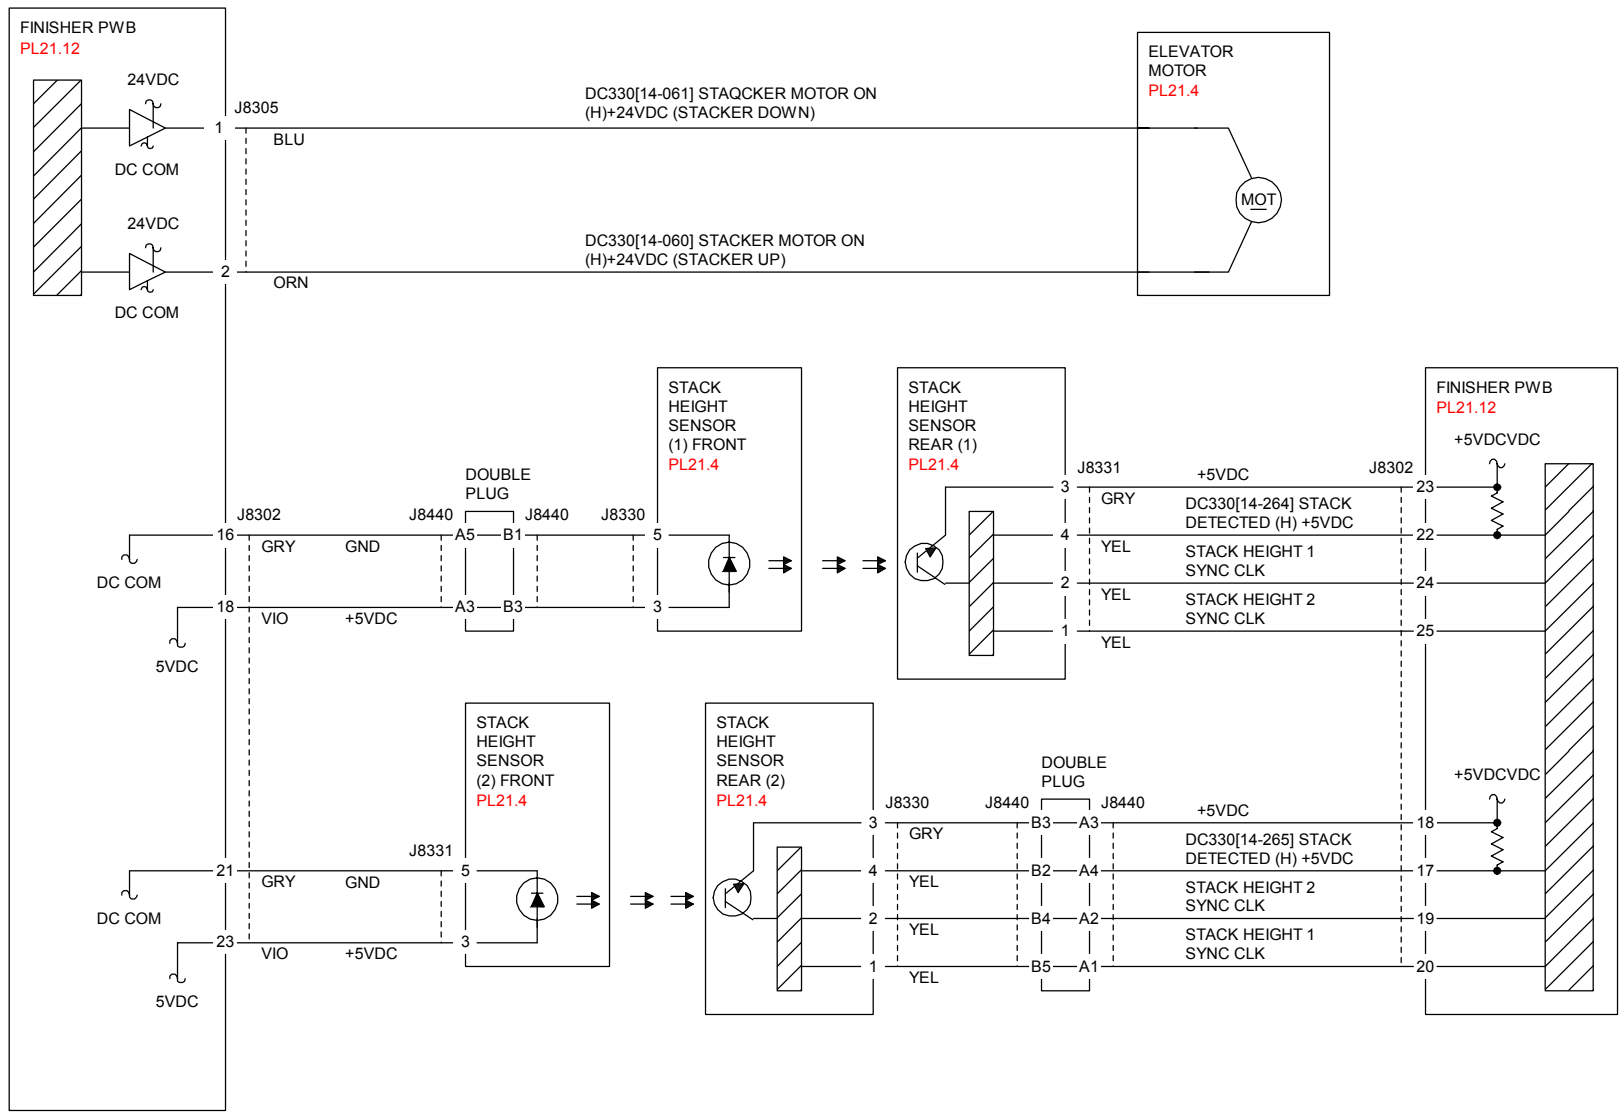 FINISHER PWB
PL21.12
24VDC
J8305
1
BLU
DC COM
24VDC
2
ORN
DC COM
DC330[14-061] STAQCKER MOTOR ON
(H)+24VDC (STACKER DOWN)
DC330[14-060] STACKER MOTOR ON
(H)+24VDC (STACKER UP)
ELEVATOR
MOTOR
PL21.4
MOT
J8302
16
GRY
GND
DC COM
18
VIO
+5VDC
5VDC
DOUBLE
PLUG
J8440
J8440
A5
B1
A3
B3
J8330
5
3
STACK
HEIGHT
SENSOR
(1) FRONT
PL21.4
STACK
HEIGHT
SENSOR
REAR (1)
PL21.4
J8331
3
GRY
4
YEL
2
YEL
1
YEL
+5VDC
DC330[14-264] STACK
DETECTED (H) +5VDC
STACK HEIGHT 1
SYNC CLK
STACK HEIGHT 2
SYNC CLK
J8302
23
22
24
25
FINISHER PWB
PL21.12
+5VDCVDC
21
GRY
GND
DC COM
23
VIO
+5VDC
5VDC
J8331
5
3
STACK
HEIGHT
SENSOR
(2) FRONT
PL21.4
STACK
HEIGHT
SENSOR
REAR (2)
PL21.4
J8330
3
GRY
4
YEL
2
YEL
1
YEL
DOUBLE
PLUG
J8440
J8440
B3
A3
B2
A4
B4
A2
B5
A1
+5VDC
DC330[14-265] STACK
DETECTED (H) +5VDC
STACK HEIGHT 2
SYNC CLK
STACK HEIGHT 1
SYNC CLK
18
17
19
20
+5VDCVDC